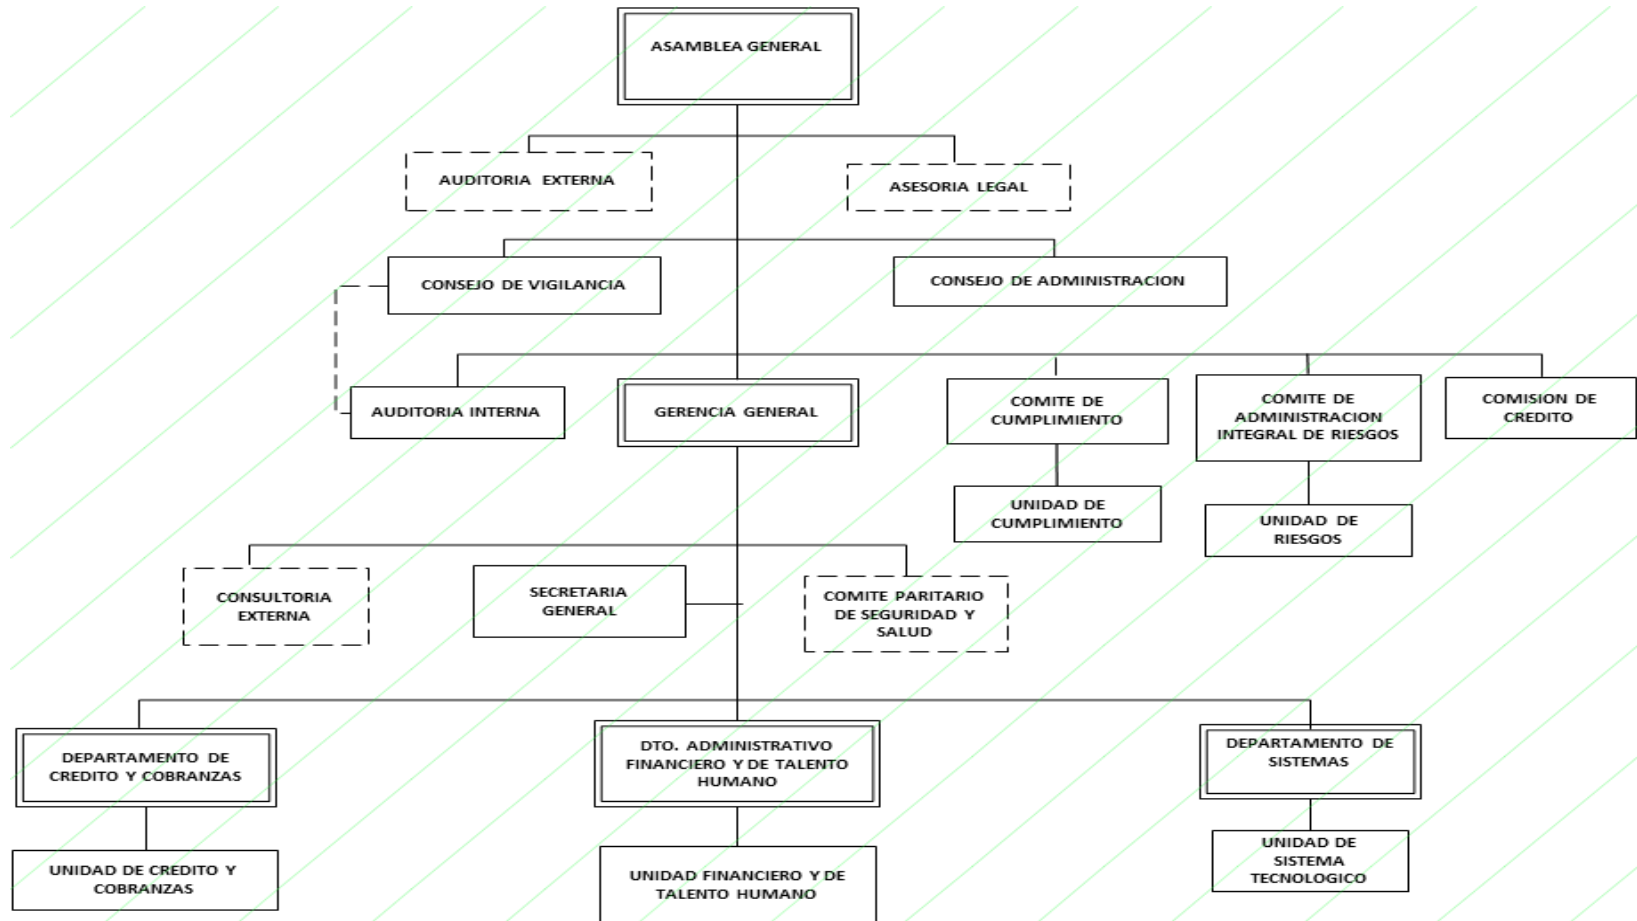 ASAMBLEA GENERAL
AUDITORIA EXTERNA
ASESORIA LEGAL
CONSEJO DE VIGILANCIA
CONSEJO DE ADMINISTRACION
AUDITORIA INTERNA
GERENCIA GENERAL
COMITE DE
CUMPLIMIENTO
COMITE DE
ADMINISTRACION
INTEGRAL DE RIESGOS
COMISION DE
CREDITO
UNIDAD DE
CUMPLIMIENTO
UNIDAD DE
RIESGOS
CONSULTORIA
EXTERNA
SECRETARIA
GENERAL
COMITE PARITARIO
DE SEGURIDAD Y
SALUD
DEPARTAMENTO DE
CREDITO Y COBRANZAS
DTO. ADMINISTRATIVO
FINANCIERO Y DE TALENTO
HUMANO
DEPARTAMENTO DE
SISTEMAS
UNIDAD DE CREDITO Y
COBRANZAS
UNIDAD FINANCIERO Y DE
TALENTO HUMANO
UNIDAD DE
SISTEMA
TECNOLOGICO